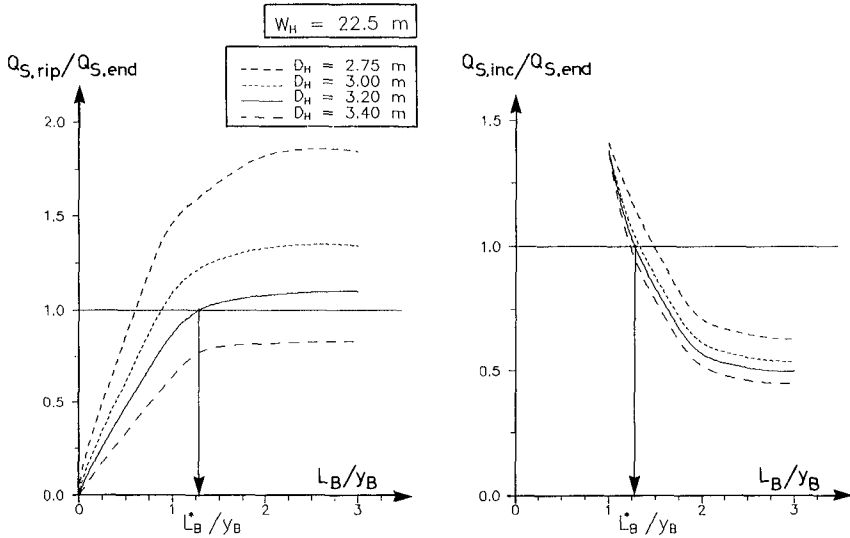 W_H = 22.5 m
D_H = 2.75 m
D_H = 3.00 m
D_H = 3.20 m
D_H = 3.40 m
Q_S,rip/Q_S,end
2.0
1.5
1.0
0.5
0.0
0 1 2 3
L_B/y_B
L*_B/y_B
Q_S,inc/Q_S,end
1.5
1.0
0.5
0.0
0 1 2 3
L_B/y_B
L*_B/y_B